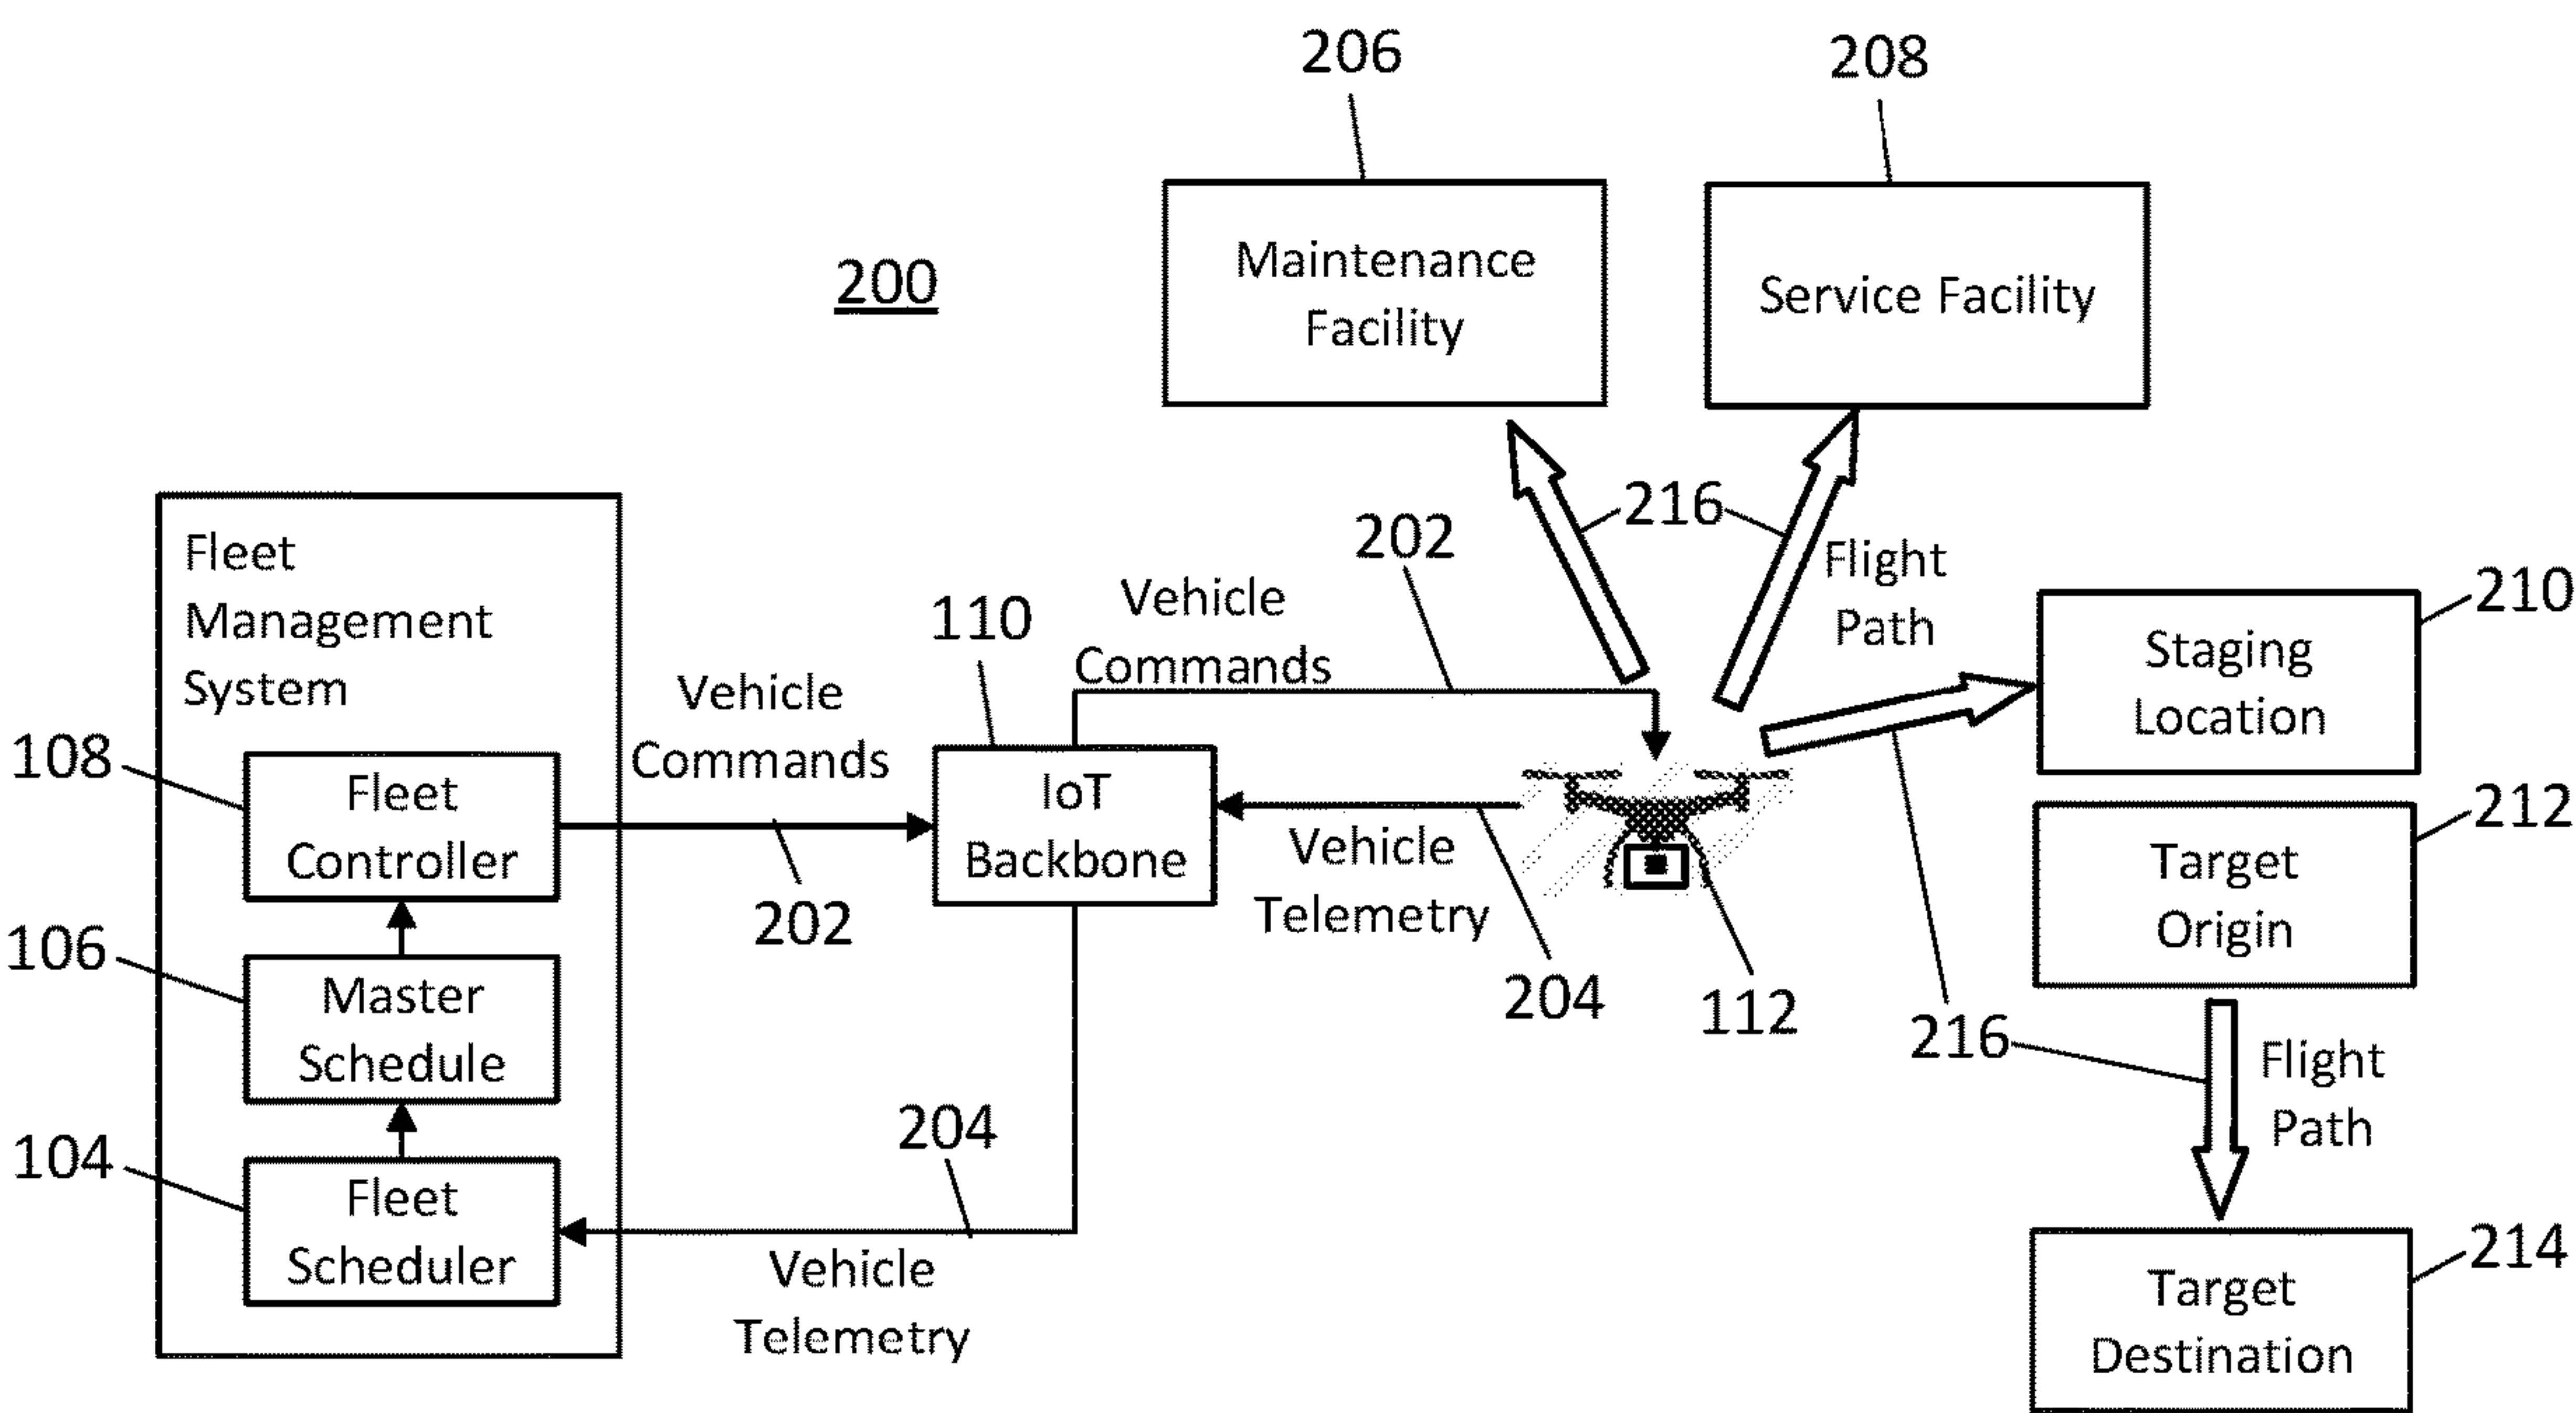 206
208
Maintenance
Facility
Service Facility
200
216
202
Flight
Path
Fleet
Management
System
Vehicle
Commands
110
Vehicle
Commands
210
Staging
Location
108
Fleet
Controller
202
IoT
Backbone
Vehicle
Telemetry
204
112
212
Target
Origin
216
Flight
Path
106
Master
Schedule
104
Fleet
Scheduler
204
Vehicle
Telemetry
214
Target
Destination